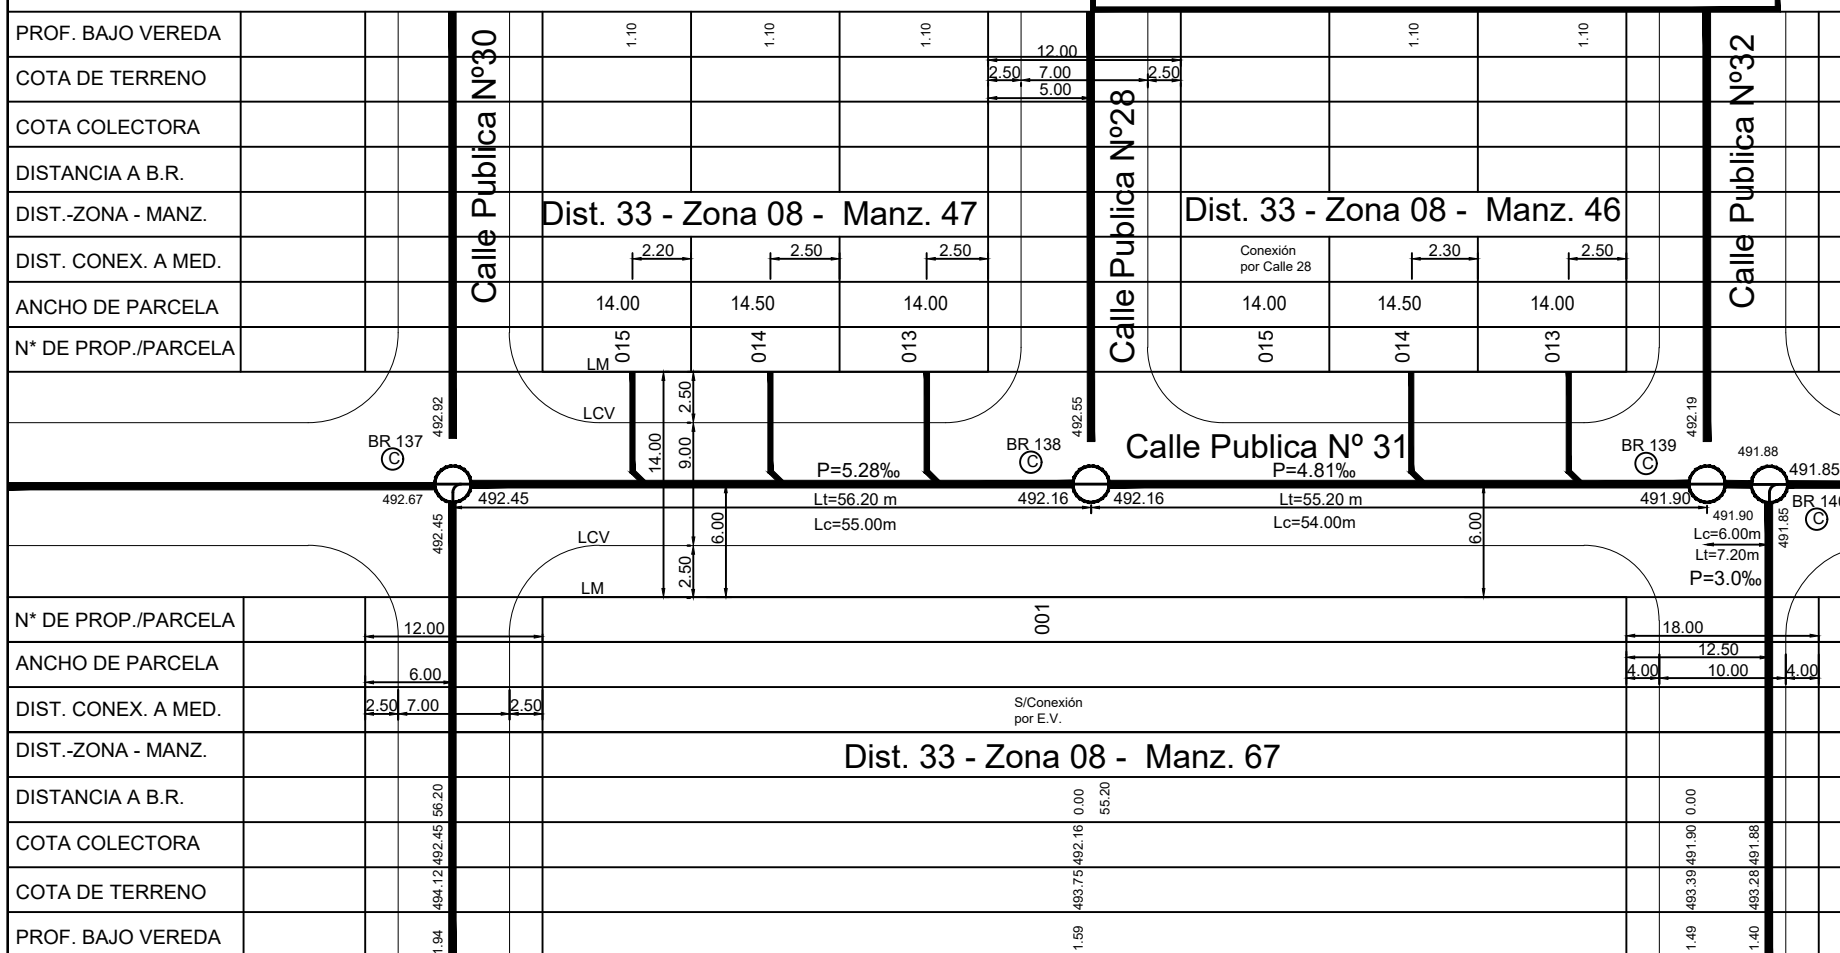 PROF. BAJO VEREDA 1.10 1.10 1.10 1.10 1.10
12.00
COTA DE TERRENO 2.50 7.00 2.50
5.00
COTA COLECTORA
DISTANCIA A B.R.
Calle Publica Nº30
Calle Publica Nº28
Calle Publica Nº32
DIST.-ZONA - MANZ. Dist. 33 - Zona 08 - Manz. 47 Dist. 33 - Zona 08 - Manz. 46
DIST. CONEX. A MED. 2.20 2.50 2.50 Conexión 2.30 2.50
por Calle 28
ANCHO DE PARCELA 14.00 14.50 14.00 14.00 14.50 14.00
N* DE PROP./PARCELA 015 014 013 015 014 013
LM
2.50
LCV
492.92 492.55 492.19
14.00 9.00
BR 137 BR 138 Calle Publica Nº 31 BR 139
C C C
491.88
P=5.28‰ P=4.81‰ 491.85
492.67 492.45 Lt=56.20 m 492.16 492.16 Lt=55.20 m 491.90 BR 140
C
492.45 6.00 Lc=55.00m Lc=54.00m 6.00 491.90 491.85
LCV Lc=6.00m
Lt=7.20m
2.50
LM P=3.0‰
N* DE PROP./PARCELA 12.00 001 18.00
12.50
ANCHO DE PARCELA 6.00 4.00 10.00 4.00
DIST. CONEX. A MED. 2.50 7.00 2.50 S/Conexión
por E.V.
DIST.-ZONA - MANZ. Dist. 33 - Zona 08 - Manz. 67
DISTANCIA A B.R. 56.20 0.00 55.20 0.00
COTA COLECTORA 492.45 492.16 491.90 491.88
COTA DE TERRENO 494.12 493.75 493.39 493.28
PROF. BAJO VEREDA 1.94 1.59 1.49 1.40